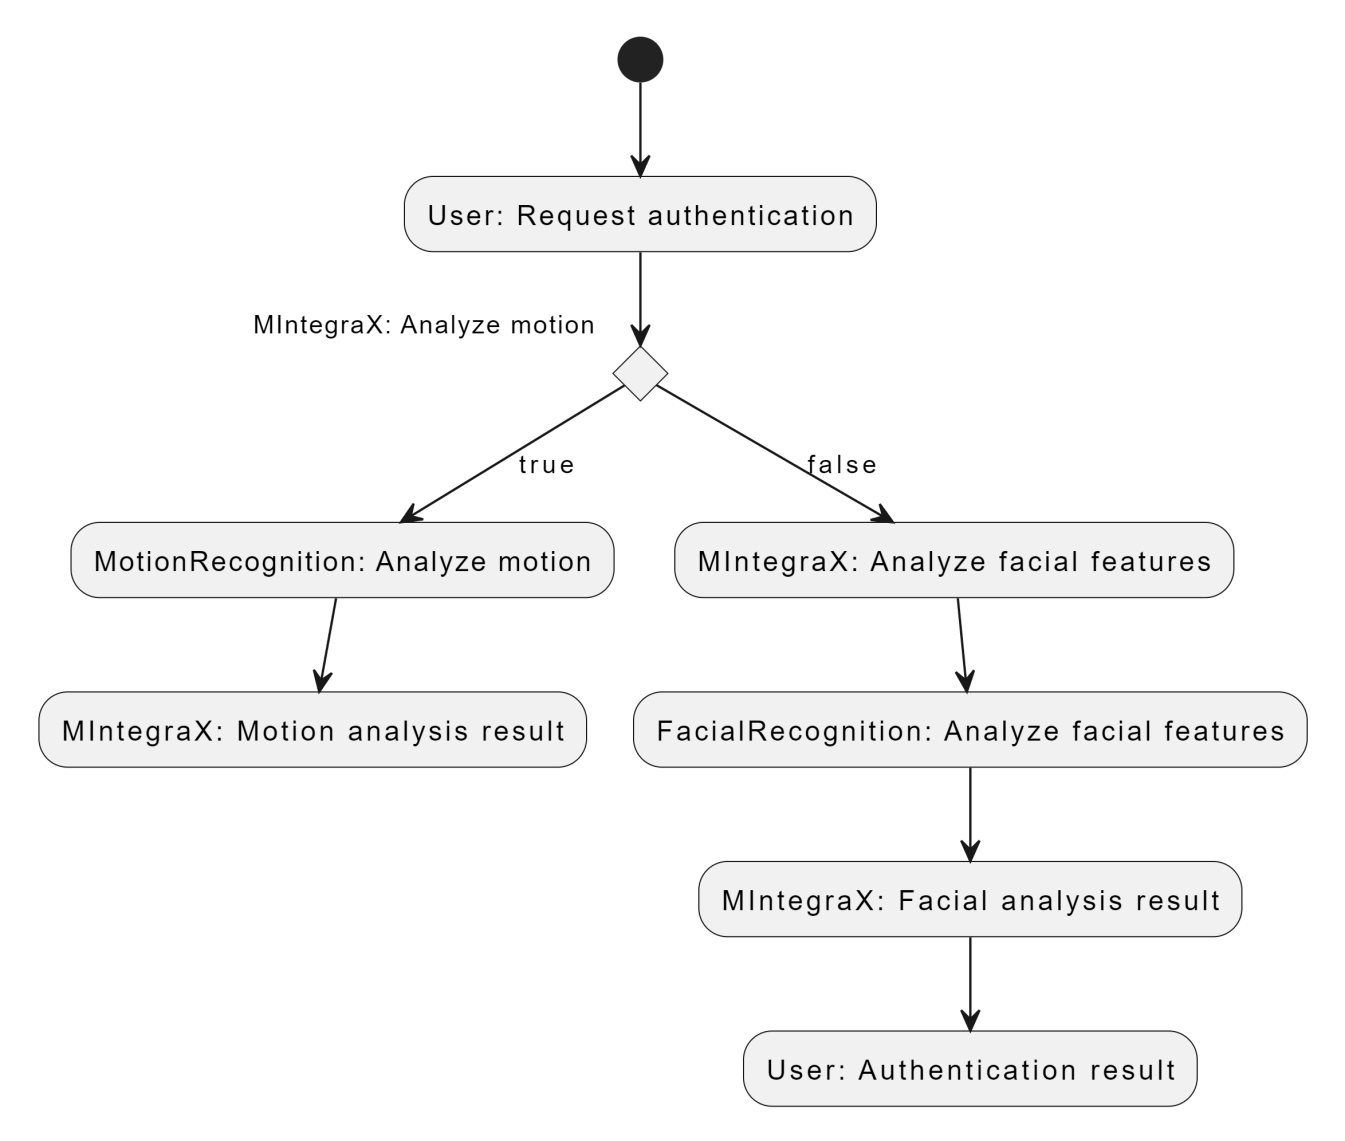 User: Request authentication
MIntegraX: Analyze motion
true
false
MotionRecognition: Analyze motion
MIntegraX: Analyze facial features
MIntegraX: Motion analysis result
FacialRecognition: Analyze facial features
MIntegraX: Facial analysis result
User: Authentication result